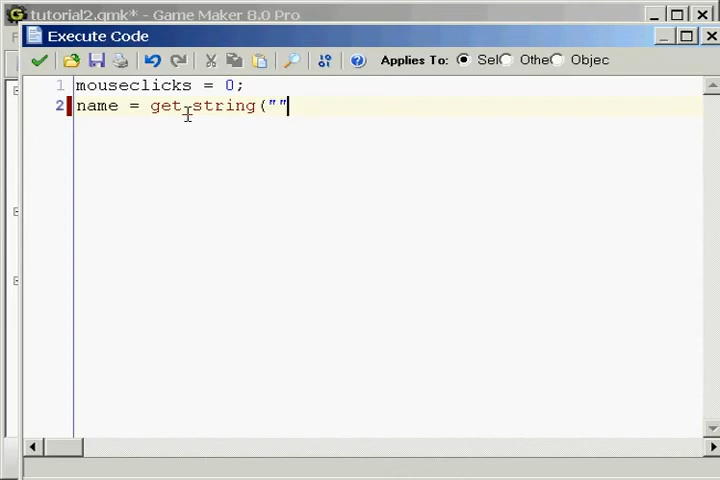 tutorial2.gmk* - Game Maker 8.0 Pro
Execute Code
Applies To: Sel Othe Objec
1 mouseclicks = 0;
2 name = get_string(""